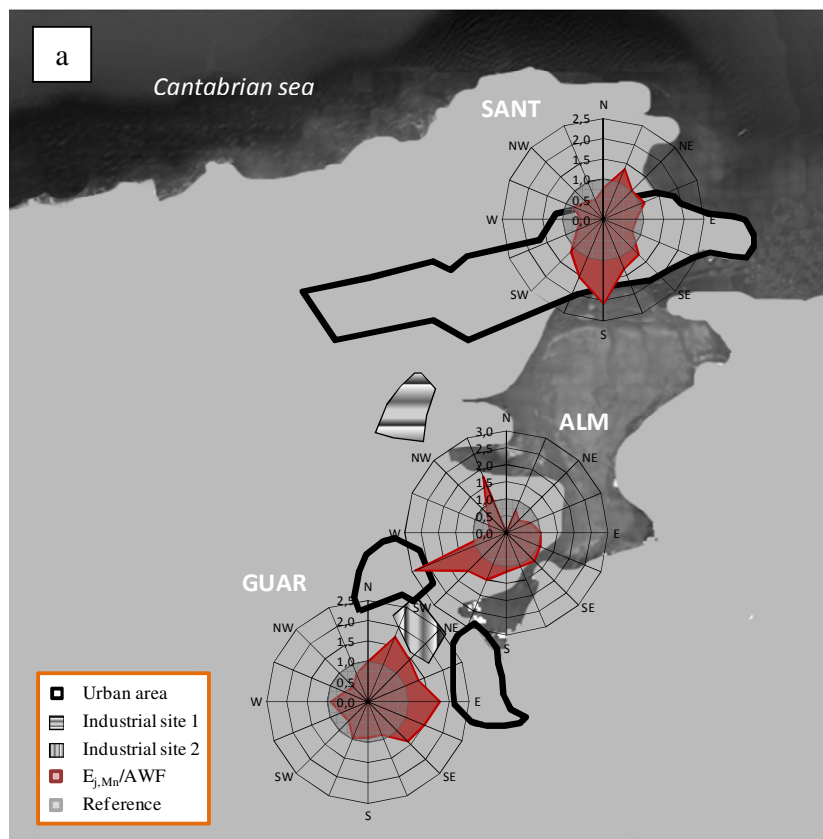 a
Cantabrian sea
SANT
N
2,5
2,0
1,5
1,0
0,5
0,0
NW
NE
W
E
SW
SE
S
ALM
N
3,0
2,5
2,0
1,5
1,0
0,5
0,0
NW
NE
W
E
SW
SE
S
GUAR
N
2,5
2,0
1,5
1,0
0,5
0,0
NW
NE
W
E
SW
SE
S
Urban area
Industrial site 1
Industrial site 2
E_{j,Mn}/AWF
Reference